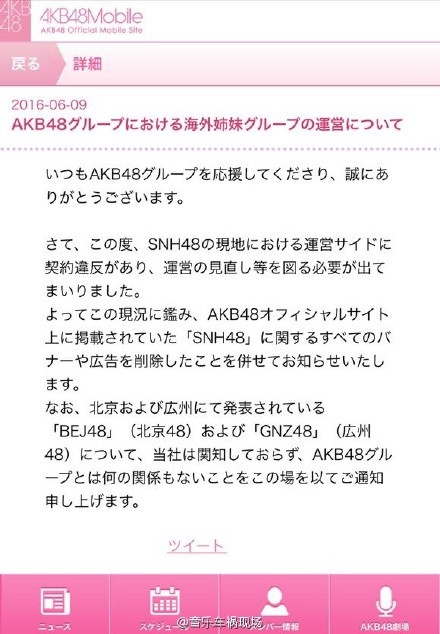 AKB
48
AKB48Mobile
AKB48 Official Mobile Site
戻る
詳細
2016-06-09
AKB48グループにおける海外姉妹グループの運営について
いつもAKB48グループを応援してくださり、誠にあ
りがとうございます。
さて、この度、SNH48の現地における運営サイドに
契約違反があり、運営の見直し等を図る必要が出て
まいりました。
よってこの現況に鑑み、AKB48オフィシャルサイト
上に掲載されていた「SNH48」に関するすべてのバ
ナーや広告を削除したことを併せてお知らせいたし
ます。
なお、北京および広州にて発表されている
「BEJ48」（北京48）および「GNZ48」（広州
48）について、当社は関知しておらず、AKB48グルー
プとは何の関係もないことをこの場を以てご通知
申し上げます。
ツイート
ニュース
スケジュール
メンバー情報
AKB48劇場
@音乐车祸现场